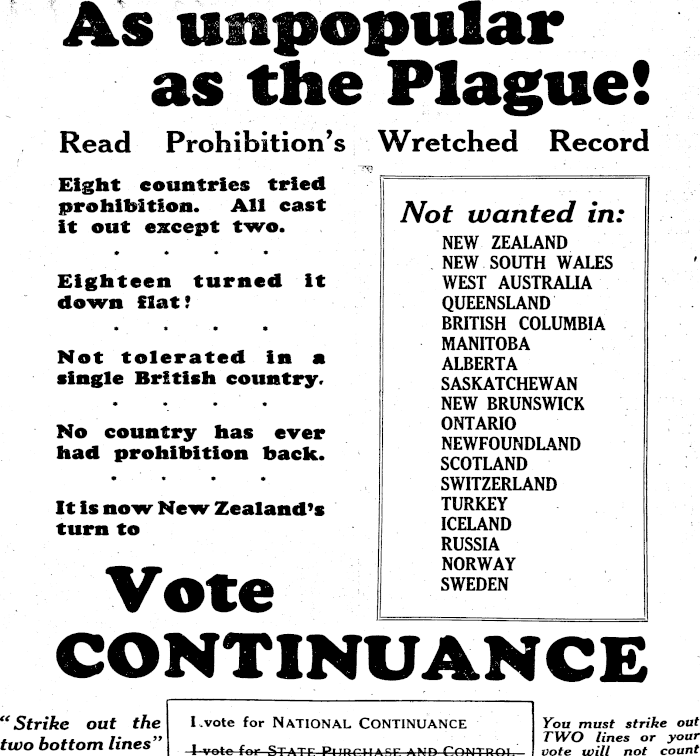 As unpopular
as the Plague!
Read Prohibition's Wretched Record
Eight countries tried
prohibition. All cast
it out except two.
Eighteen turned it
down flat!
Not tolerated in a
single British country.
No country has ever
had prohibition back.
It is now New Zealand's
turn to
Not wanted in:
NEW ZEALAND
NEW SOUTH WALES
WEST AUSTRALIA
QUEENSLAND
BRITISH COLUMBIA
MANITOBA
ALBERTA
SASKATCHEWAN
NEW BRUNSWICK
ONTARIO
NEWFOUNDLAND
SCOTLAND
SWITZERLAND
TURKEY
ICELAND
RUSSIA
NORWAY
SWEDEN
Vote
CONTINUANCE
"Strike out the
two bottom lines"
I vote for NATIONAL CONTINUANCE
I vote for STATE PURCHASE AND CONTROL
You must strike out
TWO lines or your
vote will not count